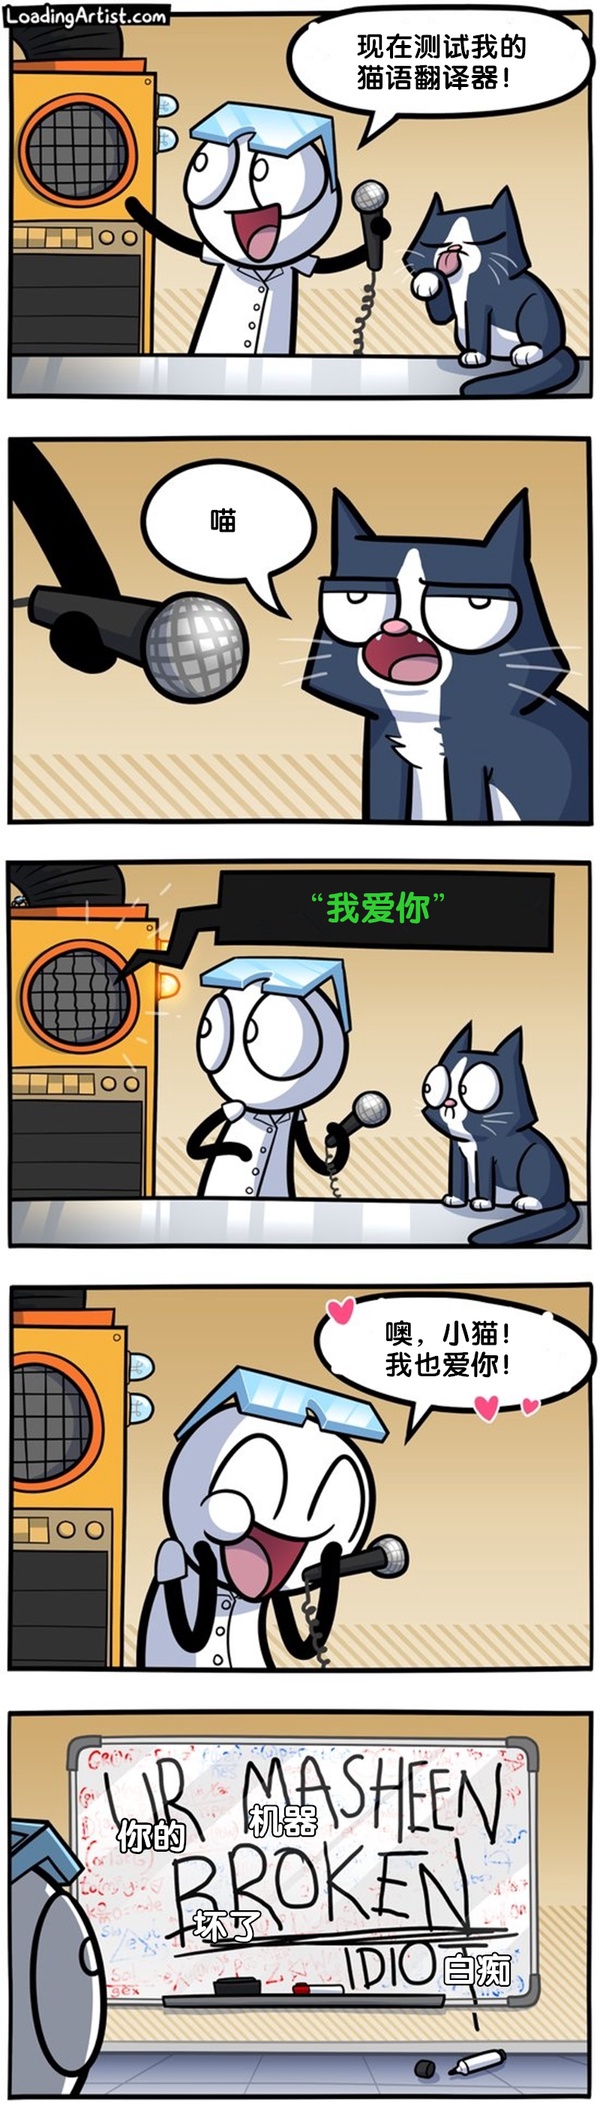 LoadingArtist.com
现在测试我的
猫语翻译器！
喵
“我爱你”
噢，小猫！
我也爱你！
UR MASHEEN
你的 机器
BROKEN
坏了
IDIOT
白痴